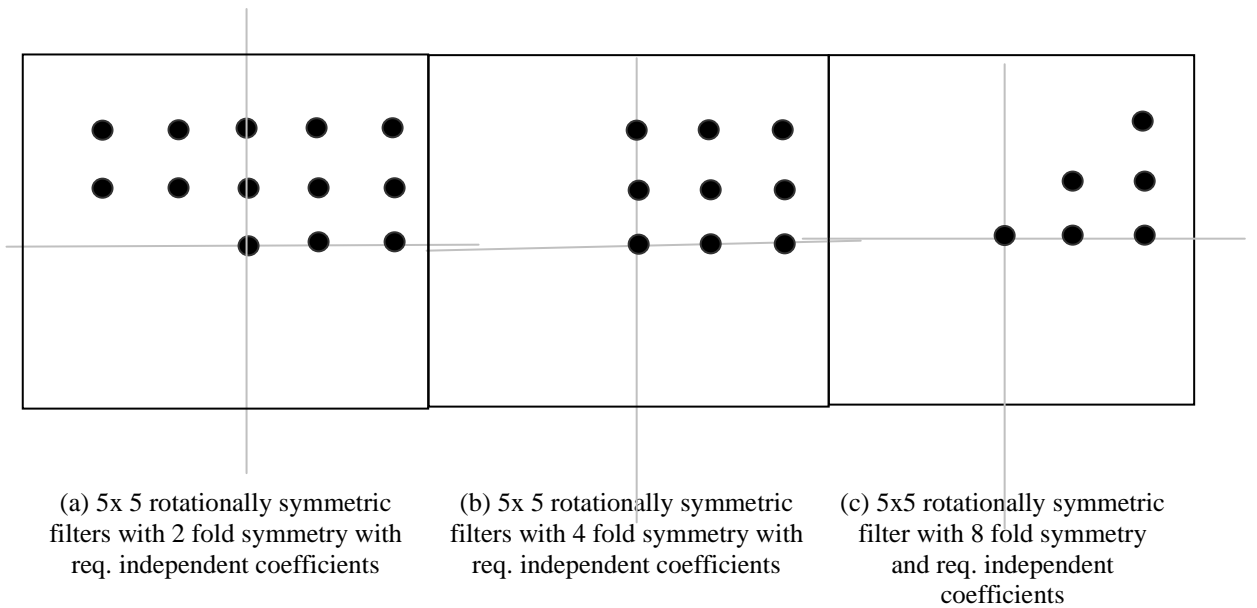 (a) 5x 5 rotationally symmetric
filters with 2 fold symmetry with
req. independent coefficients
(b) 5x 5 rotationally symmetric
filters with 4 fold symmetry with
req. independent coefficients
(c) 5x5 rotationally symmetric
filter with 8 fold symmetry
and req. independent
coefficients